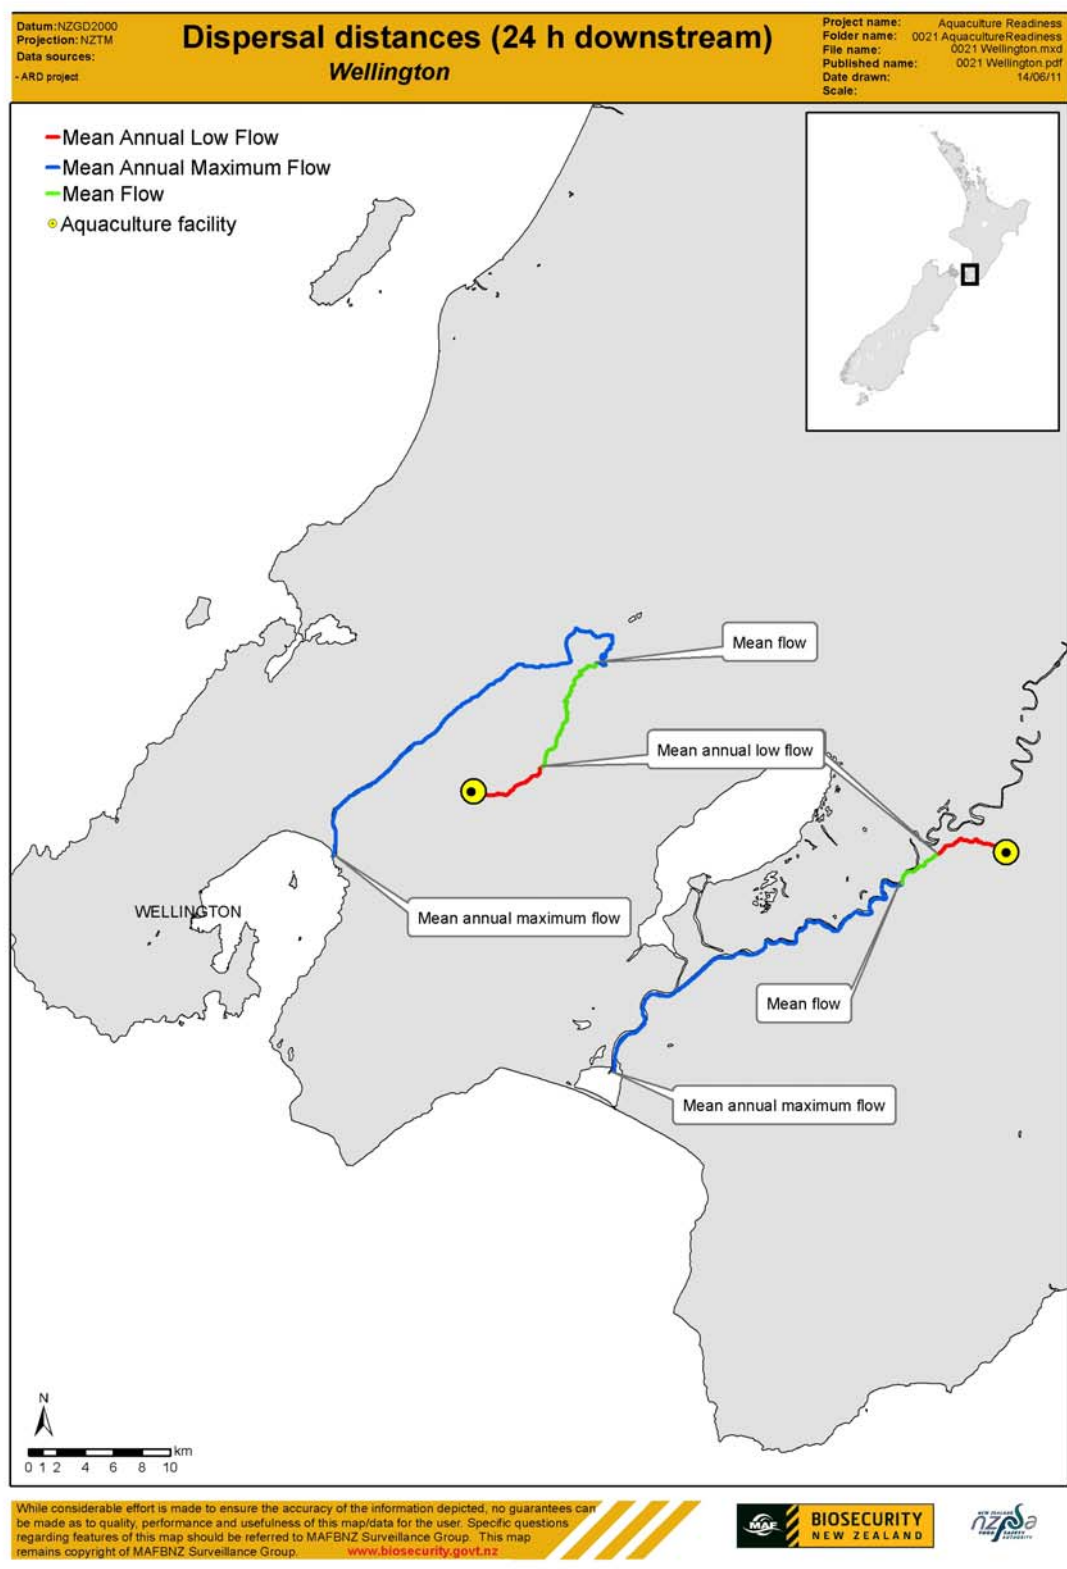 Datum:NZGD2000
Projection: NZTM
Data sources:
- ARD project
Dispersal distances (24 h downstream)
Wellington
Project name: Aquaculture Readiness
Folder name: 0021 AquacultureReadiness
File name: 0021 Wellington.mxd
Published name: 0021 Wellington.pdf
Date drawn: 14/06/11
Scale:
Mean Annual Low Flow
Mean Annual Maximum Flow
Mean Flow
Aquaculture facility
Mean flow
Mean annual low flow
Mean annual maximum flow
WELLINGTON
Mean flow
Mean annual maximum flow
N
km
0 1 2 4 6 8 10
While considerable effort is made to ensure the accuracy of the information depicted, no guarantees can
be made as to quality, performance and usefulness of this map/data for the user. Specific questions
regarding features of this map should be referred to MAFBNZ Surveillance Group. This map
remains copyright of MAFBNZ Surveillance Group. www.biosecurity.govt.nz
MAF
BIOSECURITY
NEW ZEALAND
NEW ZEALAND
nzfsa
FOOD SAFETY
AUTHORITY